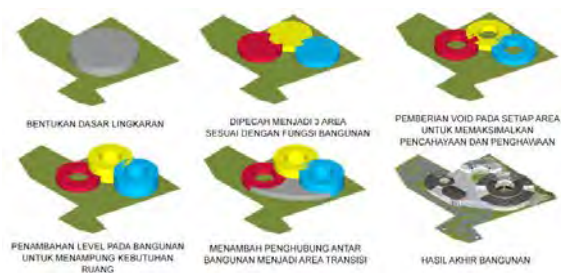 BENTUKAN DASAR LINGKARAN
DIPECAH MENJADI 3 AREA
SESUAI DENGAN FUNGSI BANGUNAN
PEMBERIAN VOID PADA SETIAP AREA
UNTUK MEMAKSIMALKAN
PENCAHAYAAN DAN PENGHAWAAN
PENAMBAHAN LEVEL PADA BANGUNAN
UNTUK MENAMPUNG KEBUTUHAN
RUANG
MENAMBAH PENGHUBUNG ANTAR
BANGUNAN MENJADI AREA TRANSISI
HASIL AKHIR BANGUNAN